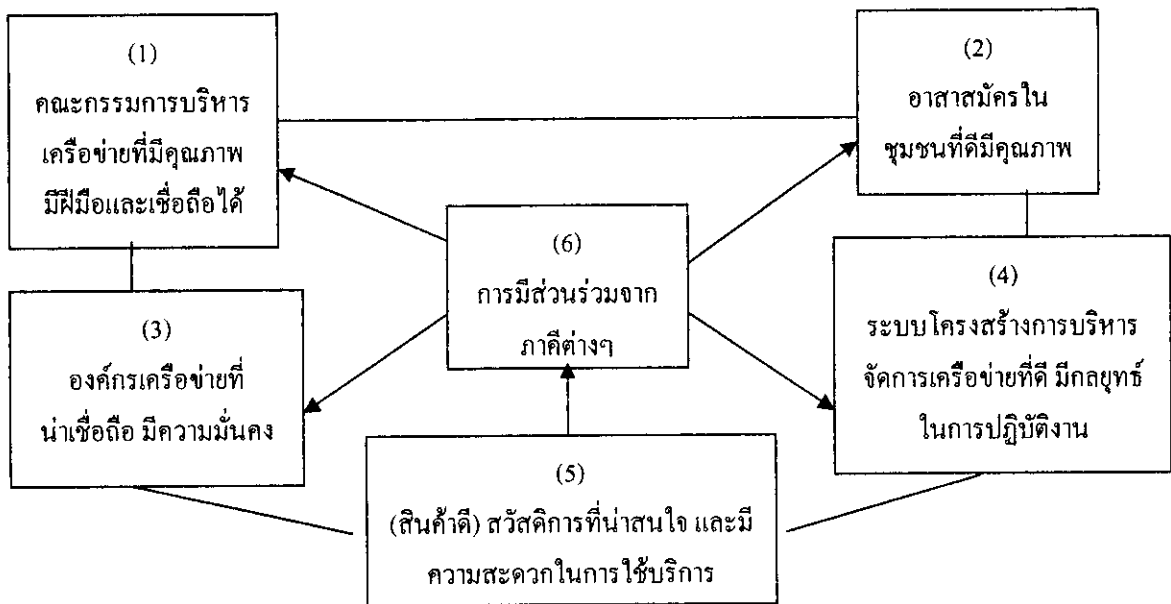 (1)
คณะกรรมการบริหาร
เครือข่ายที่มีคุณภาพ
มีฝีมือและเชื่อถือได้
(2)
อาสาสมัครใน
ชุมชนที่ดีมีคุณภาพ
(6)
การมีส่วนร่วมจาก
ภาคีต่างๆ
(3)
องค์กรเครือข่ายที่
น่าเชื่อถือ มีความมั่นคง
(4)
ระบบโครงสร้างการบริหาร
จัดการเครือข่ายที่ดี มีกลยุทธ์
ในการปฏิบัติงาน
(5)
(สินค้าดี) สวัสดิการที่น่าสนใจ และมี
ความสะดวกในการใช้บริการ